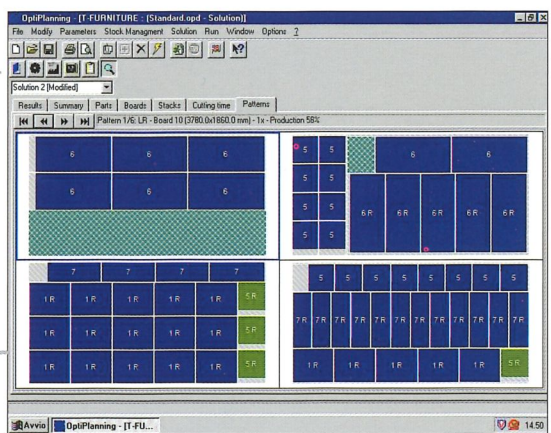 OptiPlanning - [T-FURNITURE : (Standard.opd - Solution)]
File Modify Parameters Stock Managment Solution Run Window Options ?
Solution 2 [Modified]
Results Summary Parts Boards Stacks Cutting time Patterns
Pattern 1/6: LR - Board 10 (3780.0x1860.0 mm) - 1x - Production 56%
6 6 6
6 6 6
5 5 6 6
5 5
5 5 6R 6R 6R 6R 6R
5 5
7 7 7 7
1R 1R 1R 1R 1R 5R
1R 1R 1R 1R 1R 5R
1R 1R 1R 1R 1R 5R
5 5 5 5 5 5 5 5
7R 7R 7R 7R 7R 7R 7R 7R 7R 7R 7R
1R 1R 1R 1R 5R
Avvio OptiPlanning - [T-FU... 14.50